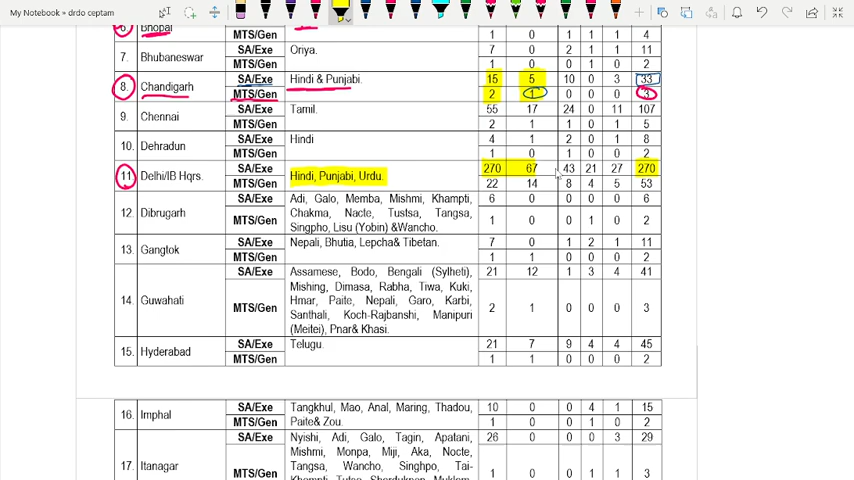 My Notebook » drdo ceptam
6. Bhopal
MTS/Gen 1 0 1 1 1 4
7. Bhubaneswar SA/Exe Oriya. 7 0 2 1 1 11
MTS/Gen 1 0 0 0 1 2
8. Chandigarh SA/Exe Hindi & Punjabi. 15 5 10 0 3 33
MTS/Gen 2 1 0 0 0 3
9. Chennai SA/Exe Tamil. 55 17 24 0 11 107
MTS/Gen 2 1 1 0 1 5
10. Dehradun SA/Exe Hindi 4 1 2 0 1 8
MTS/Gen 1 0 1 0 0 2
11. Delhi/IB Hqrs. SA/Exe Hindi, Punjabi, Urdu. 270 67 43 21 27 270
MTS/Gen 22 14 8 4 5 53
12. Dibrugarh SA/Exe Adi, Galo, Memba, Mishmi, Khampti, 6 0 0 0 0 6
Chakma, Nacte, Tustsa, Tangsa,
MTS/Gen Singpho, Lisu (Yobin) &Wancho. 1 0 0 1 0 2
13. Gangtok SA/Exe Nepali, Bhutia, Lepcha& Tibetan. 7 0 1 2 1 11
MTS/Gen 1 1 0 0 0 2
14. Guwahati SA/Exe Assamese, Bodo, Bengali (Sylheti), 21 12 1 3 4 41
Mishing, Dimasa, Rabha, Tiwa, Kuki,
Hmar, Paite, Nepali, Garo, Karbi,
MTS/Gen Santhali, Koch-Rajbanshi, Manipuri 2 1 0 0 0 3
(Meitei), Pnar& Khasi.
15. Hyderabad SA/Exe Telugu. 21 7 9 4 4 45
MTS/Gen 1 1 0 0 0 2
16. Imphal SA/Exe Tangkhul, Mao, Anal, Maring, Thadou, 10 0 0 4 1 15
MTS/Gen Paite& Zou. 1 0 0 1 0 2
17. Itanagar SA/Exe Nyishi, Adi, Galo, Tagin, Apatani, 26 0 0 0 3 29
Mishmi, Monpa, Miji, Aka, Nocte,
MTS/Gen Tangsa, Wancho, Singhpo, Tai- 1 0 0 1 1 3